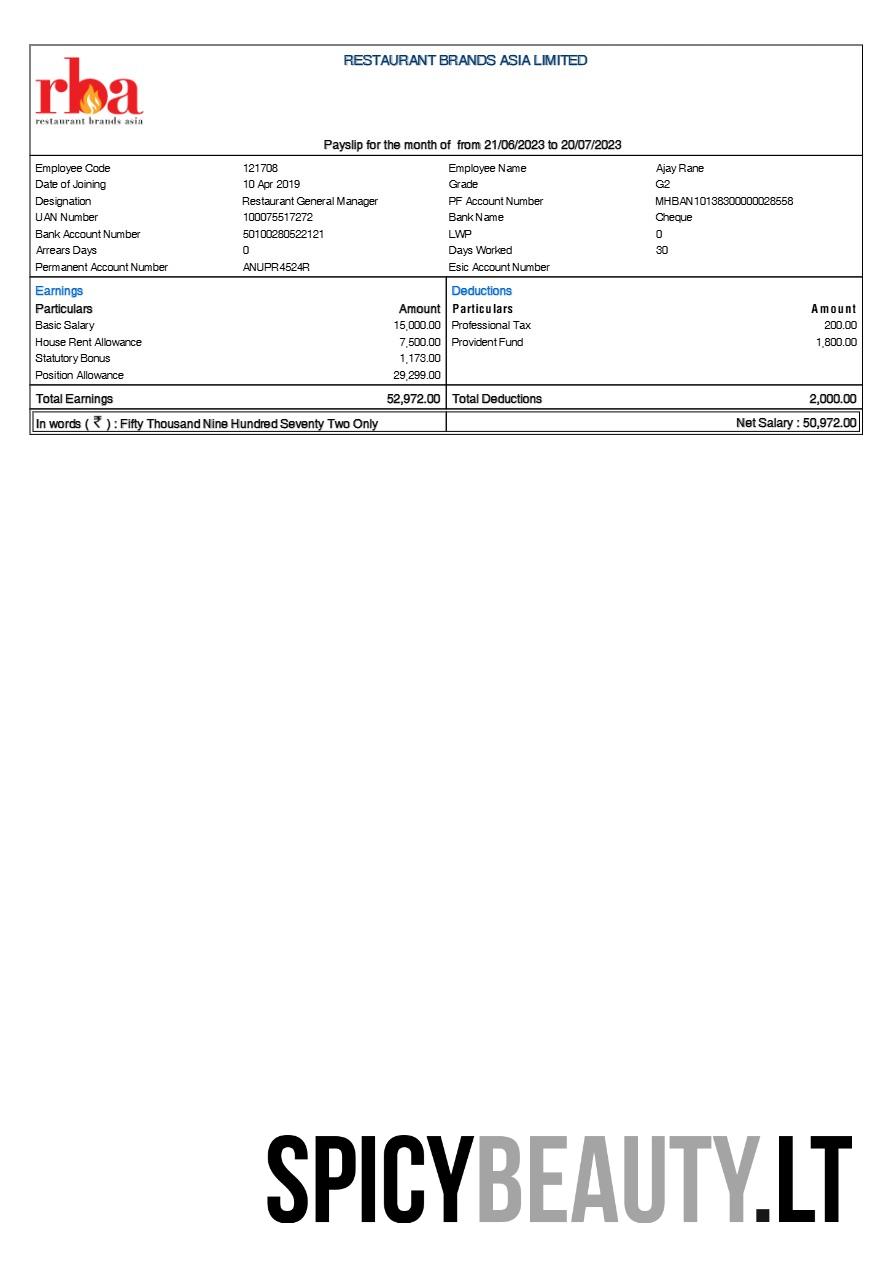 rba
restaurant brands asia
RESTAURANT BRANDS ASIA LIMITED
Payslip for the month of from 21/06/2023 to 20/07/2023
Employee Code 121708 Employee Name Ajay Rane
Date of Joining 10 Apr 2019 Grade G2
Designation Restaurant General Manager PF Account Number MHBAN10138300000028558
UAN Number 100075517272 Bank Name Cheque
Bank Account Number 50100280522121 LWP 0
Arrears Days 0 Days Worked 30
Permanent Account Number ANUPR4524R Esic Account Number
Earnings Deductions
Particulars Amount Particulars Amount
Basic Salary 15,000.00 Professional Tax 200.00
House Rent Allowance 7,500.00 Provident Fund 1,800.00
Statutory Bonus 1,173.00
Position Allowance 29,299.00
Total Earnings 52,972.00 Total Deductions 2,000.00
In words ( ₹ ) : Fifty Thousand Nine Hundred Seventy Two Only Net Salary : 50,972.00
SPICYBEAUTY.LT